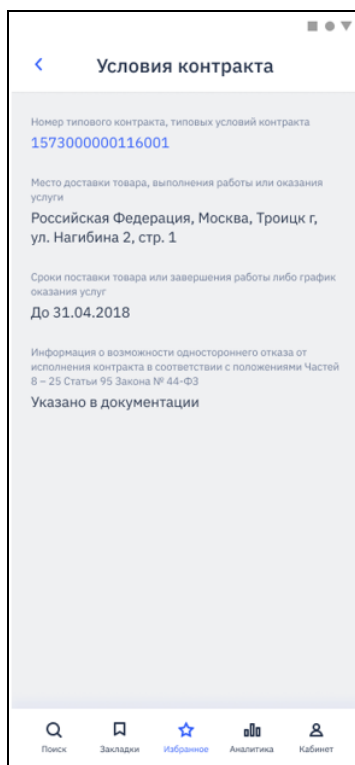 Условия контракта
Номер типового контракта, типовых условий контракта
1573000000116001
Место доставки товара, выполнения работы или оказания
услуги
Российская Федерация, Москва, Троицк г,
ул. Нагибина 2, стр. 1
Сроки поставки товара или завершения работы либо график
оказания услуг
До 31.04.2018
Информация о возможности одностороннего отказа от
исполнения контракта в соответствии с положениями Частей
8 – 25 Статьи 95 Закона № 44-ФЗ
Указано в документации
Поиск Закладки Избранное Аналитика Кабинет